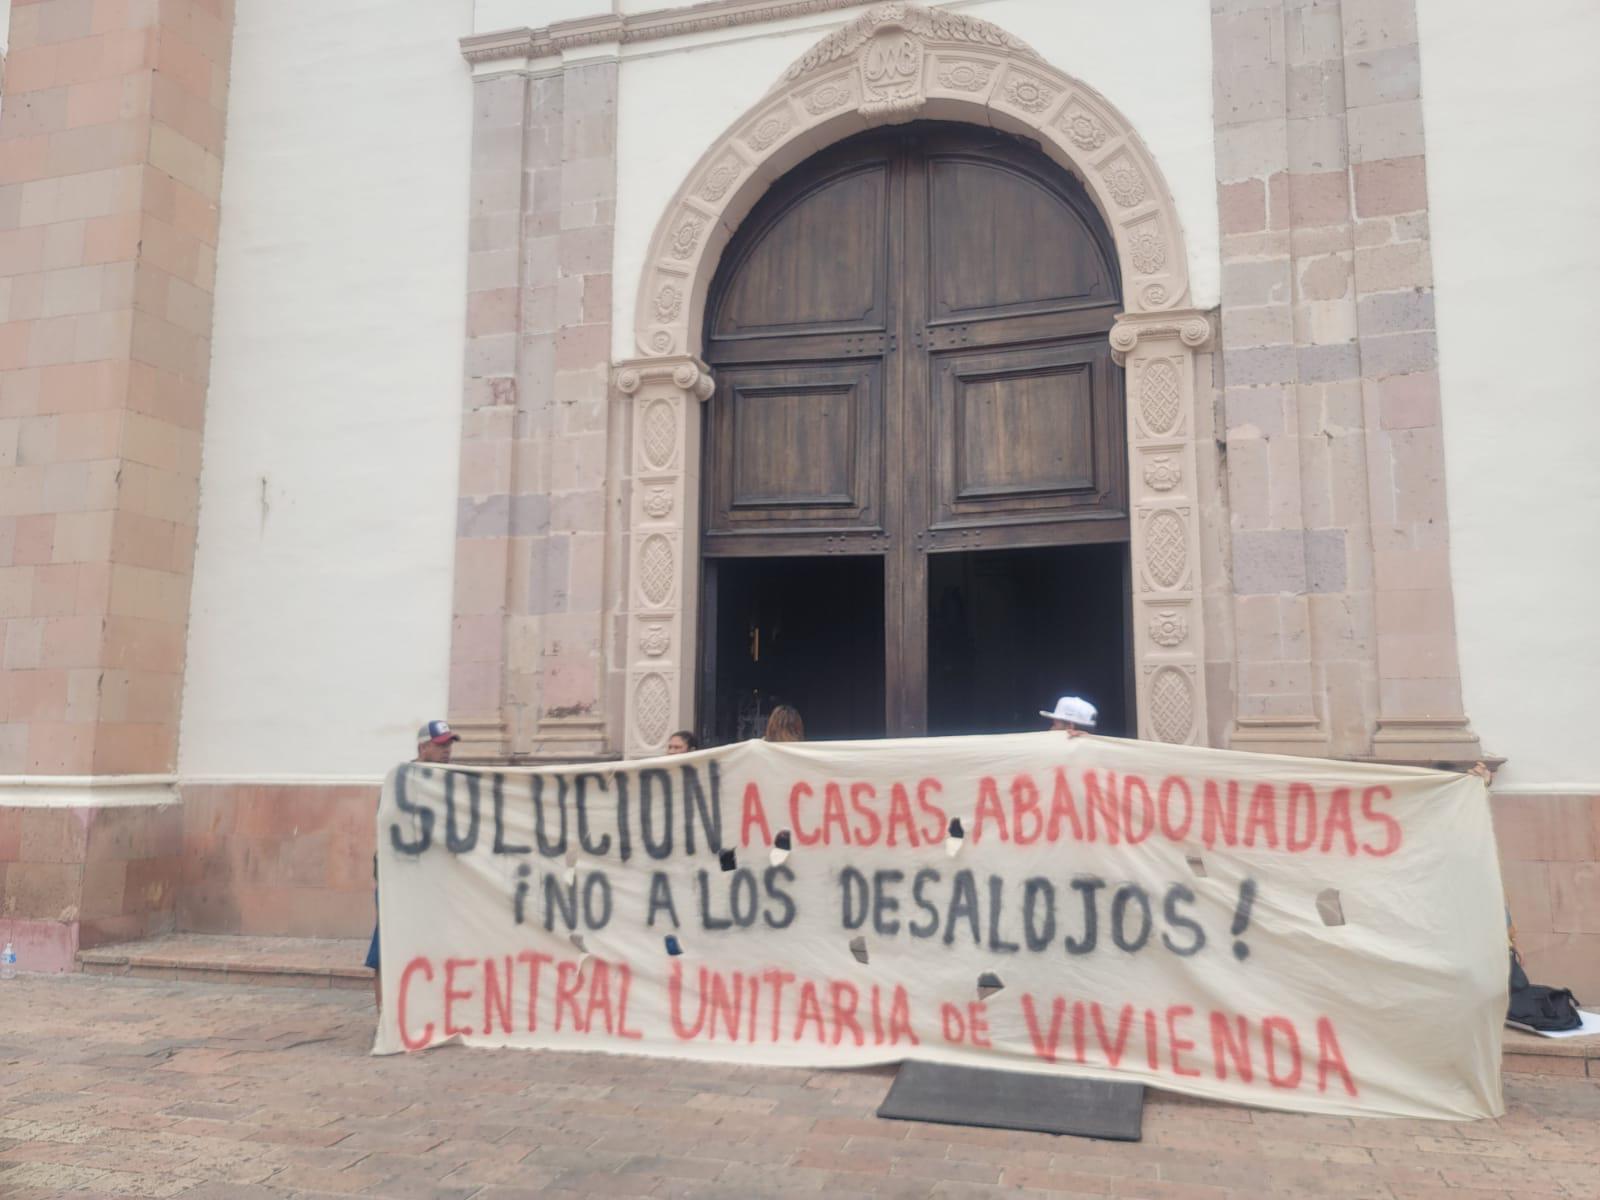 SOLUCION A CASAS ABANDONADAS
¡NO A LOS DESALOJOS!
CENTRAL UNITARIA DE VIVIENDA